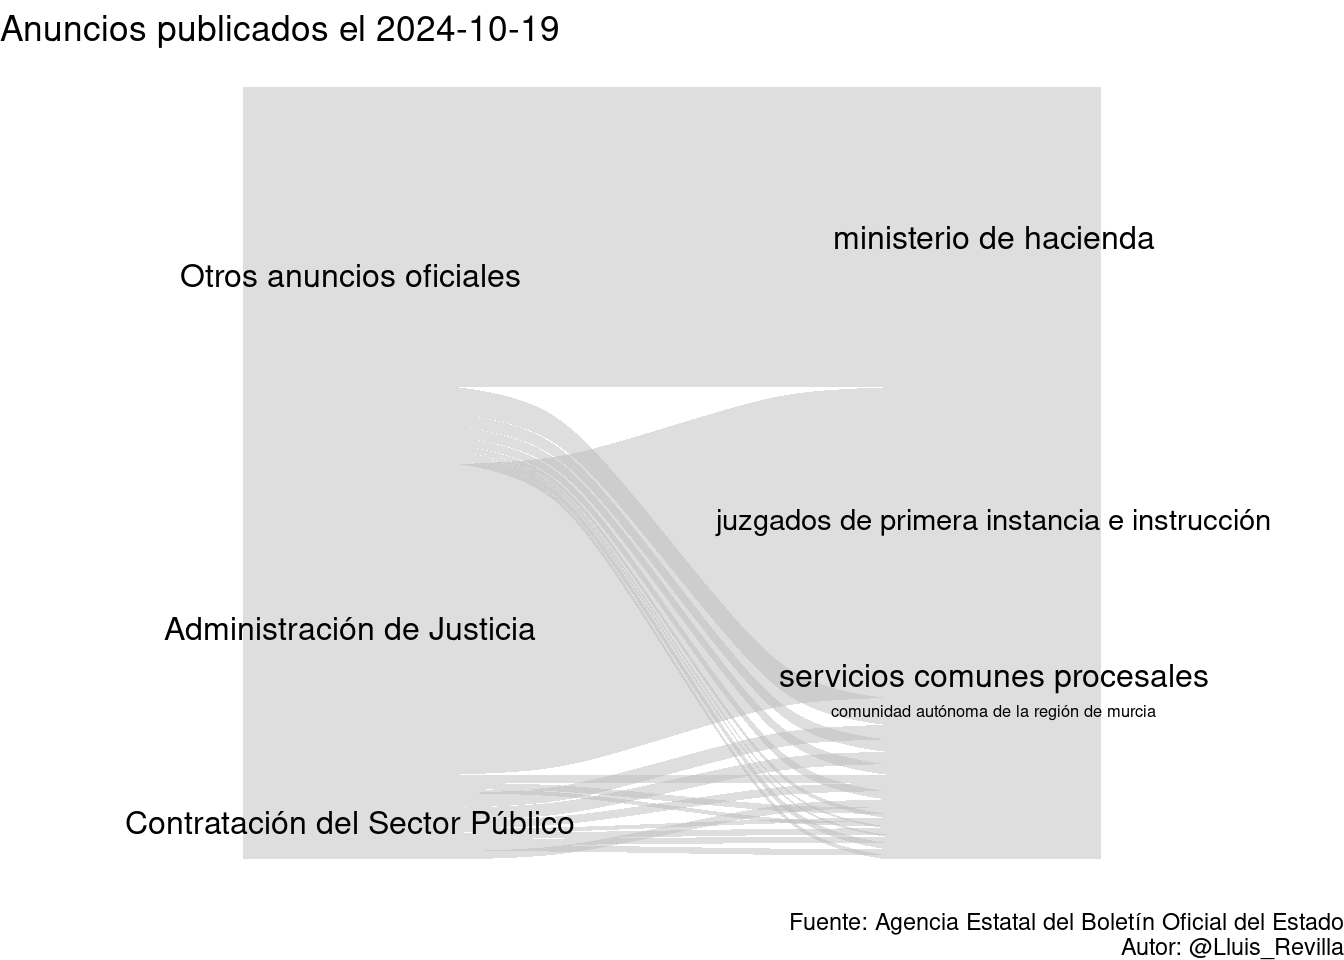 Anuncios publicados el 2024-10-19
ministerio de hacienda
Otros anuncios oficiales
juzgados de primera instancia e instrucción
Administración de Justicia
servicios comunes procesales
comunidad autónoma de la región de murcia
Contratación del Sector Público
Fuente: Agencia Estatal del Boletín Oficial del Estado
Autor: @Lluis_Revilla